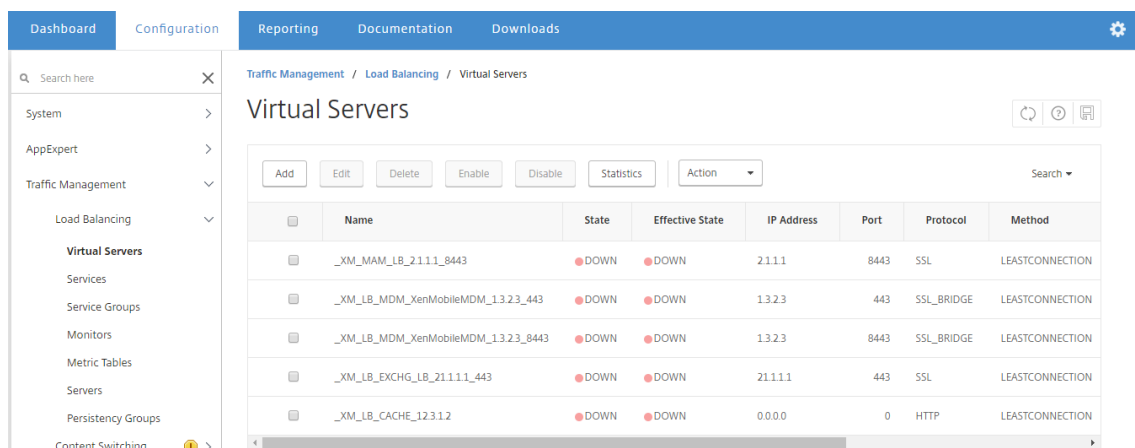 Dashboard Configuration Reporting Documentation Downloads
Search here
System
AppExpert
Traffic Management
Load Balancing
Virtual Servers
Services
Service Groups
Monitors
Metric Tables
Servers
Persistency Groups
Content Switching
Traffic Management / Load Balancing / Virtual Servers
Virtual Servers
Add Edit Delete Enable Disable Statistics Action Search
Name State Effective State IP Address Port Protocol Method
_XM_MAM_LB_2.1.1.1_8443 DOWN DOWN 2.1.1.1 8443 SSL LEASTCONNECTION
_XM_LB_MDM_XenMobileMDM_1.3.2.3_443 DOWN DOWN 1.3.2.3 443 SSL_BRIDGE LEASTCONNECTION
_XM_LB_MDM_XenMobileMDM_1.3.2.3_8443 DOWN DOWN 1.3.2.3 8443 SSL_BRIDGE LEASTCONNECTION
_XM_LB_EXCHG_LB_21.1.1.1_443 DOWN DOWN 21.1.1.1 443 SSL LEASTCONNECTION
_XM_LB_CACHE_12.3.1.2 DOWN DOWN 0.0.0.0 0 HTTP LEASTCONNECTION